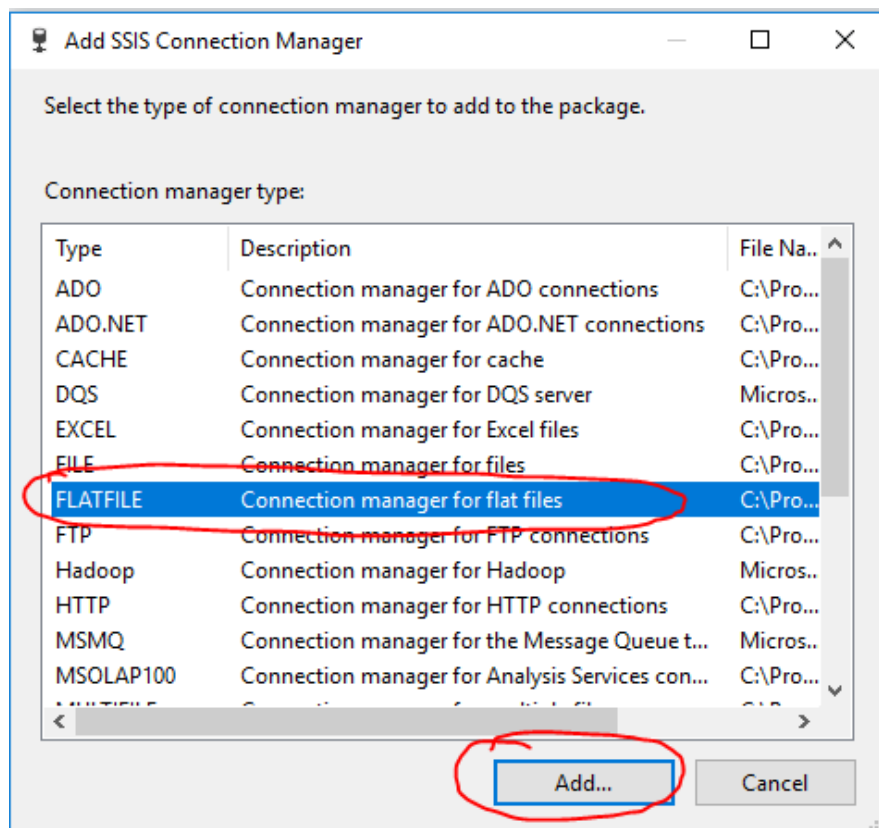 Add SSIS Connection Manager
Select the type of connection manager to add to the package.
Connection manager type:
Type Description File Na..
ADO Connection manager for ADO connections C:\Pro...
ADO.NET Connection manager for ADO.NET connections C:\Pro...
CACHE Connection manager for cache C:\Pro...
DQS Connection manager for DQS server Micros..
EXCEL Connection manager for Excel files C:\Pro...
FILE Connection manager for files C:\Pro...
FLATFILE Connection manager for flat files C:\Pro...
FTP Connection manager for FTP connections C:\Pro...
Hadoop Connection manager for Hadoop Micros..
HTTP Connection manager for HTTP connections C:\Pro...
MSMQ Connection manager for the Message Queue t... Micros..
MSOLAP100 Connection manager for Analysis Services con... C:\Pro...
Add... Cancel